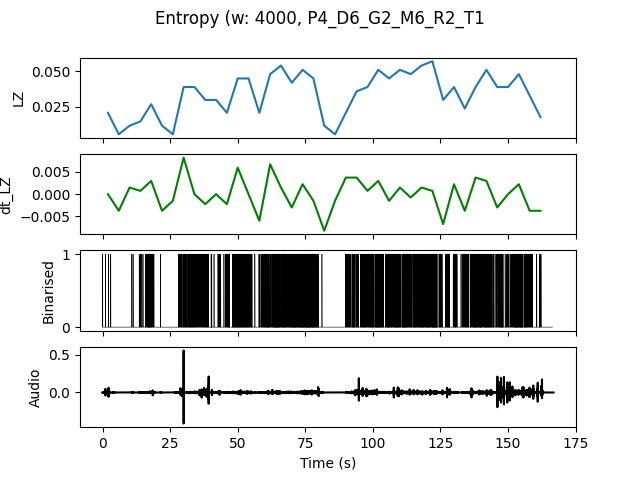 Entropy (w: 4000, P4_D6_G2_M6_R2_T1
0.050
0.025
LZ
0.005
0.000
−0.005
dt_LZ
1
0
Binarised
0.5
0.0
Audio
0 25 50 75 100 125 150 175
Time (s)